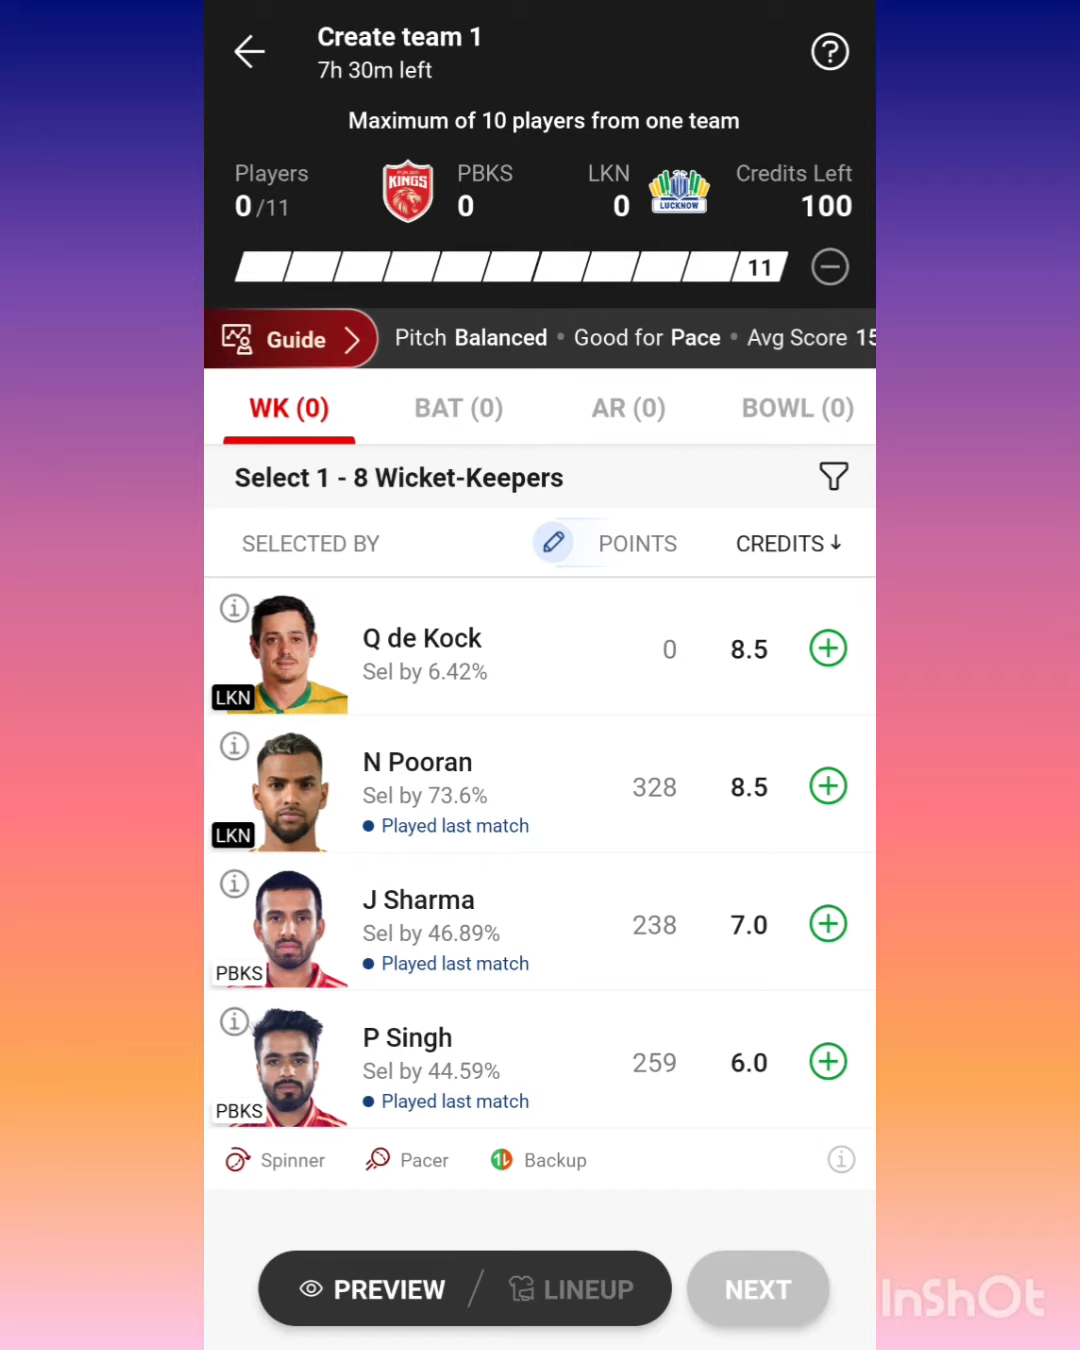 Create team 1
7h 30m left
Maximum of 10 players from one team
Players
0/11
KINGS
PBKS
0
LKN
0
LUCKNOW
Credits Left
100
11
Guide
Pitch Balanced • Good for Pace • Avg Score 15
WK (0) BAT (0) AR (0) BOWL (0)
Select 1 - 8 Wicket-Keepers
SELECTED BY POINTS CREDITS↓
Q de Kock
Sel by 6.42%
LKN
0 8.5
N Pooran
Sel by 73.6%
Played last match
LKN
328 8.5
J Sharma
Sel by 46.89%
Played last match
PBKS
238 7.0
P Singh
Sel by 44.59%
Played last match
PBKS
259 6.0
Spinner Pacer Backup
PREVIEW / LINEUP NEXT
InShOt